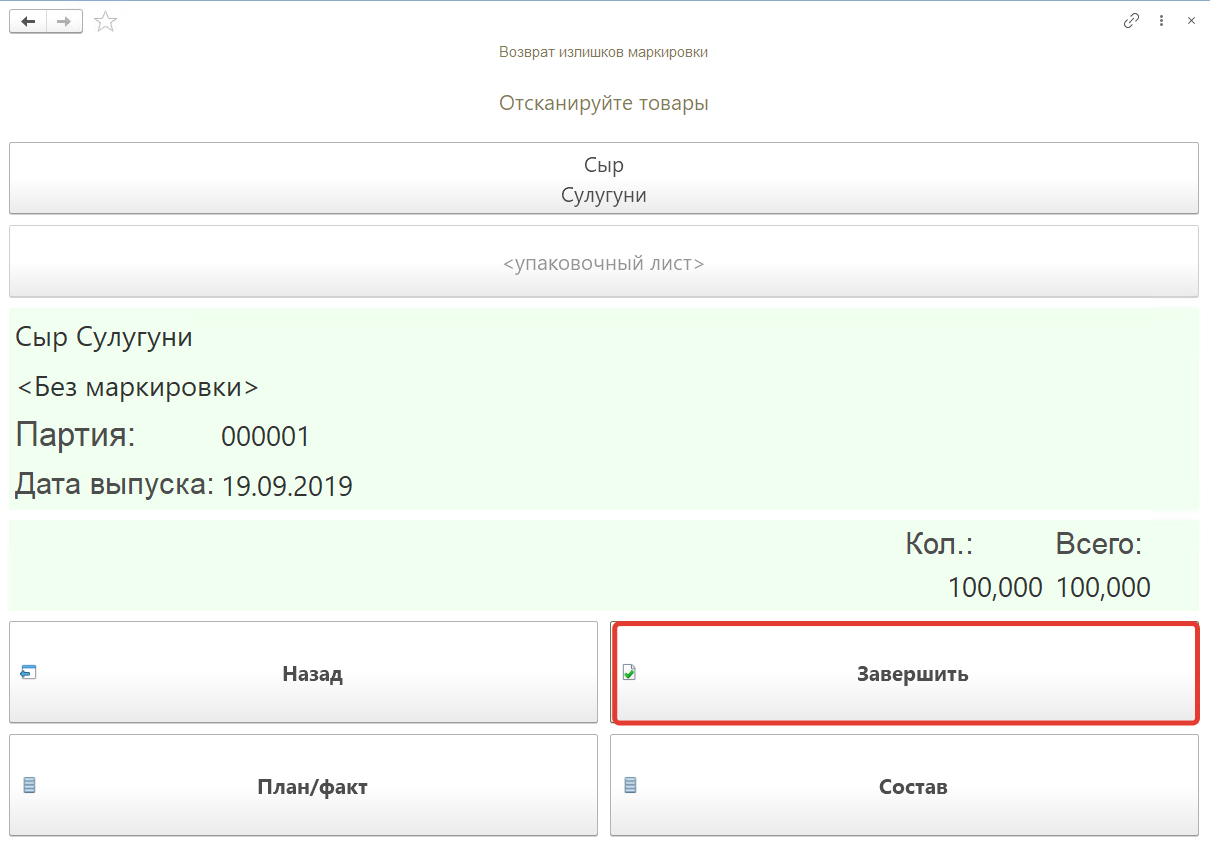 Возврат излишков маркировки
Отсканируйте товары
Сыр
Сулугуни
<упаковочный лист>
Сыр Сулугуни
<Без маркировки>
Партия: 000001
Дата выпуска: 19.09.2019
Кол.: Всего:
100,000 100,000
Назад Завершить
План/факт Состав